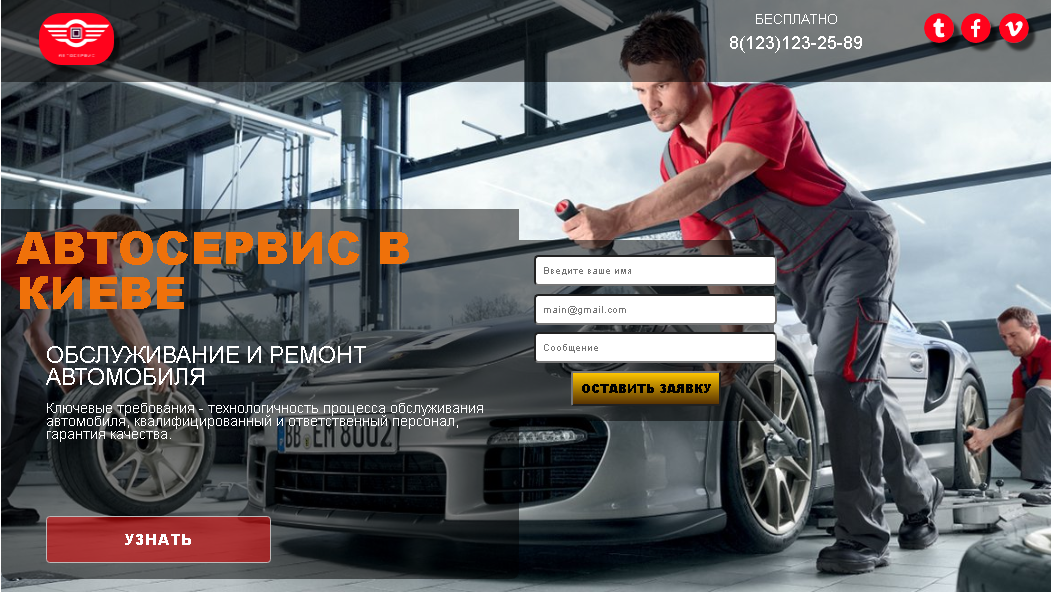 АВТОСЕРВИС
БЕСПЛАТНО
8(123)123-25-89
АВТОСЕРВИС В
КИЕВЕ
ОБСЛУЖИВАНИЕ И РЕМОНТ
АВТОМОБИЛЯ
Ключевые требования - технологичность процесса обслуживания
автомобиля, квалифицированный и ответственный персонал,
гарантия качества.
УЗНАТЬ
Введите ваше имя
main@gmail.com
Сообщение
ОСТАВИТЬ ЗАЯВКУ
BB EM 8002